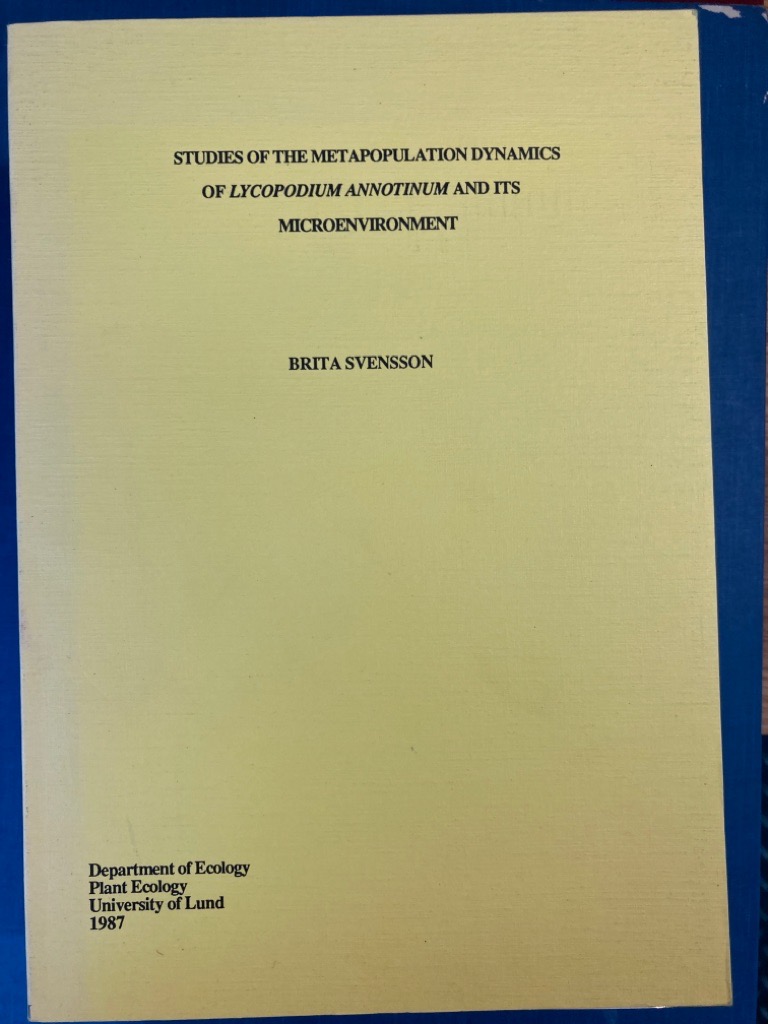 STUDIES OF THE METAPOPULATION DYNAMICS
OF LYCOPODIUM ANNOTINUM AND ITS
MICROENVIRONMENT
BRITA SVENSSON
Department of Ecology
Plant Ecology
University of Lund
1987